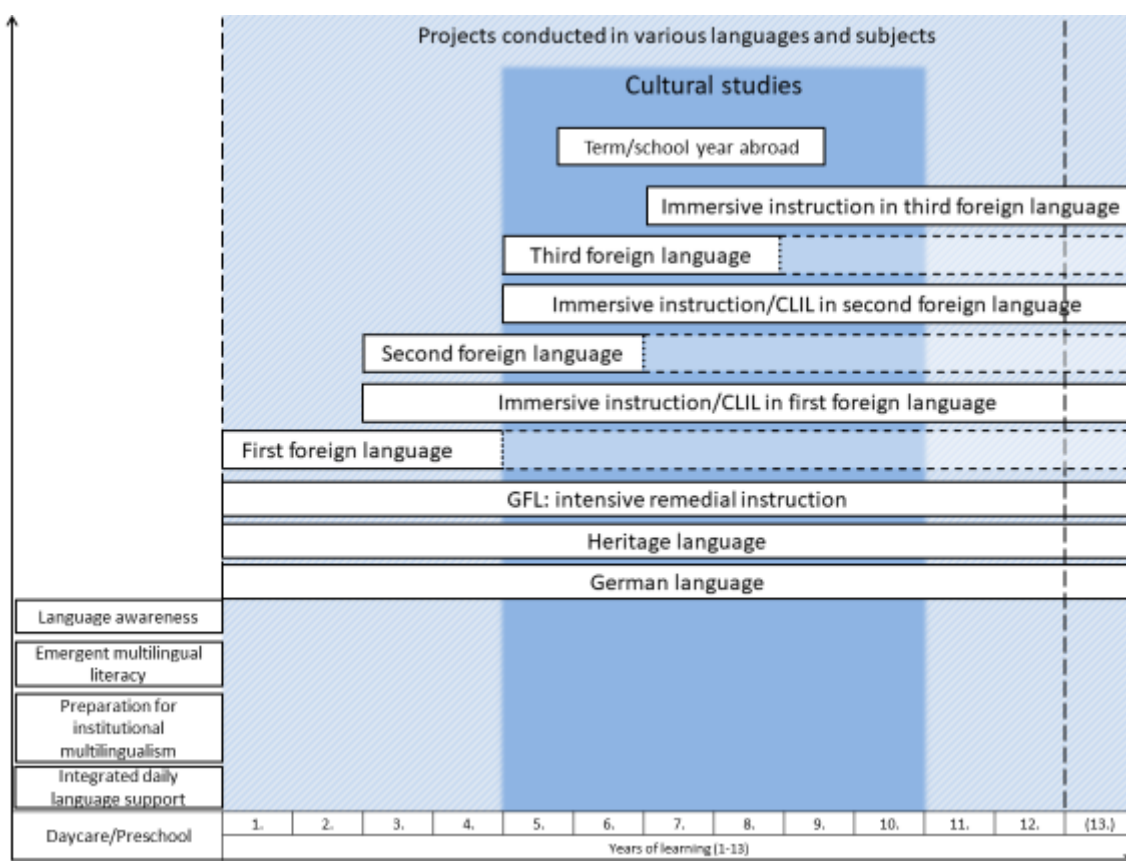 Projects conducted in various languages and subjects
Cultural studies
Term/school year abroad
Immersive instruction in third foreign language
Third foreign language
Immersive instruction/CLIL in second foreign language
Second foreign language
Immersive instruction/CLIL in first foreign language
First foreign language
GFL: intensive remedial instruction
Heritage language
German language
Language awareness
Emergent multilingual
literacy
Preparation for
institutional
multilingualism
Integrated daily
language support
Daycare/Preschool
1. 2. 3. 4. 5. 6. 7. 8. 9. 10. 11. 12. (13.)
Years of learning (1-13)